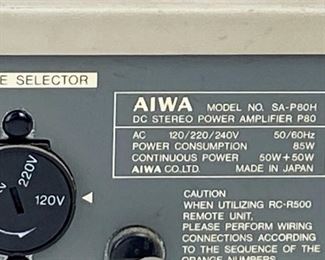 E SELECTOR
AIWA MODEL NO. SA-P80H
DC STEREO POWER AMPLIFIER P80
AC 120/220/240V 50/60Hz
POWER CONSUMPTION 85W
CONTINUOUS POWER 50W+50W
AIWA CO.LTD. MADE IN JAPAN
220V
120V
CAUTION
WHEN UTILIZING RC-R500
REMOTE UNIT,
PLEASE PERFORM WIRING
CONNECTIONS ACCORDING
TO THE SEQUENCE OF THE
ORANGE NUMBERS